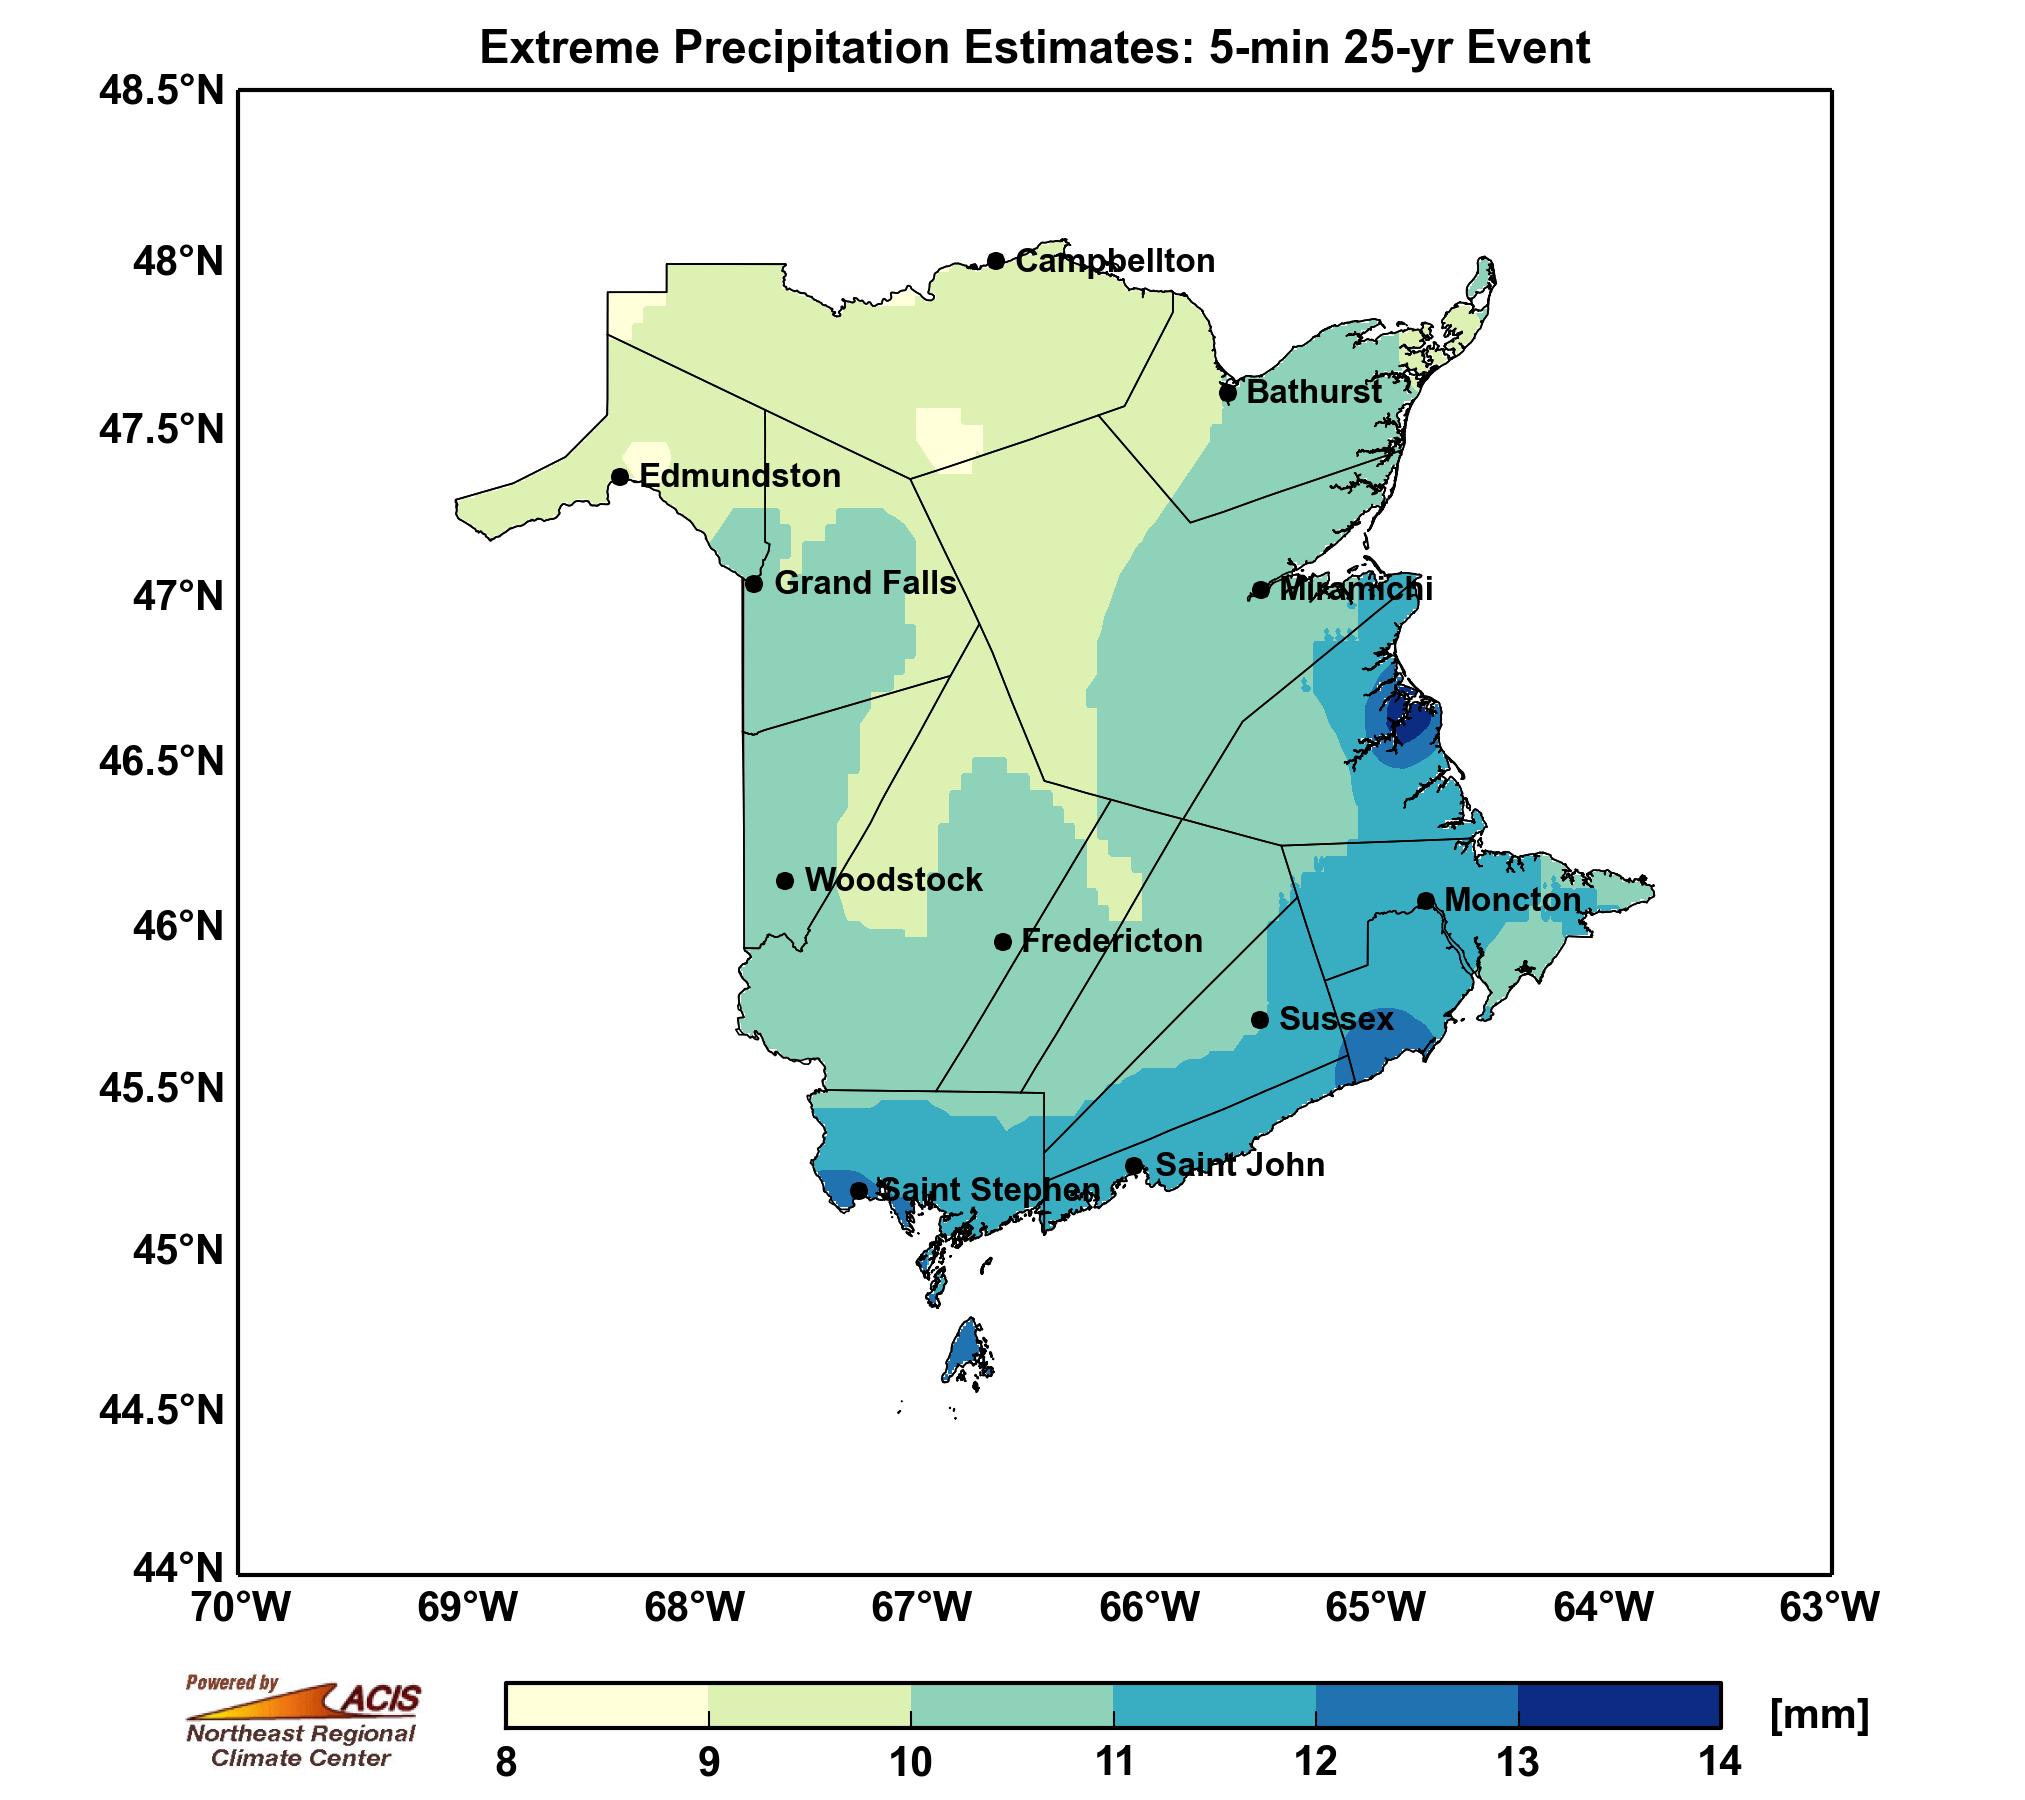 Extreme Precipitation Estimates: 5-min 25-yr Event
48.5°N
48°N
47.5°N
47°N
46.5°N
46°N
45.5°N
45°N
44.5°N
44°N
Campbellton
Bathurst
Edmundston
Grand Falls
Miramichi
Woodstock
Moncton
Fredericton
Sussex
Saint John
Saint Stephen
70°W 69°W 68°W 67°W 66°W 65°W 64°W 63°W
Powered by
ACIS
Northeast Regional
Climate Center
[mm]
8 9 10 11 12 13 14